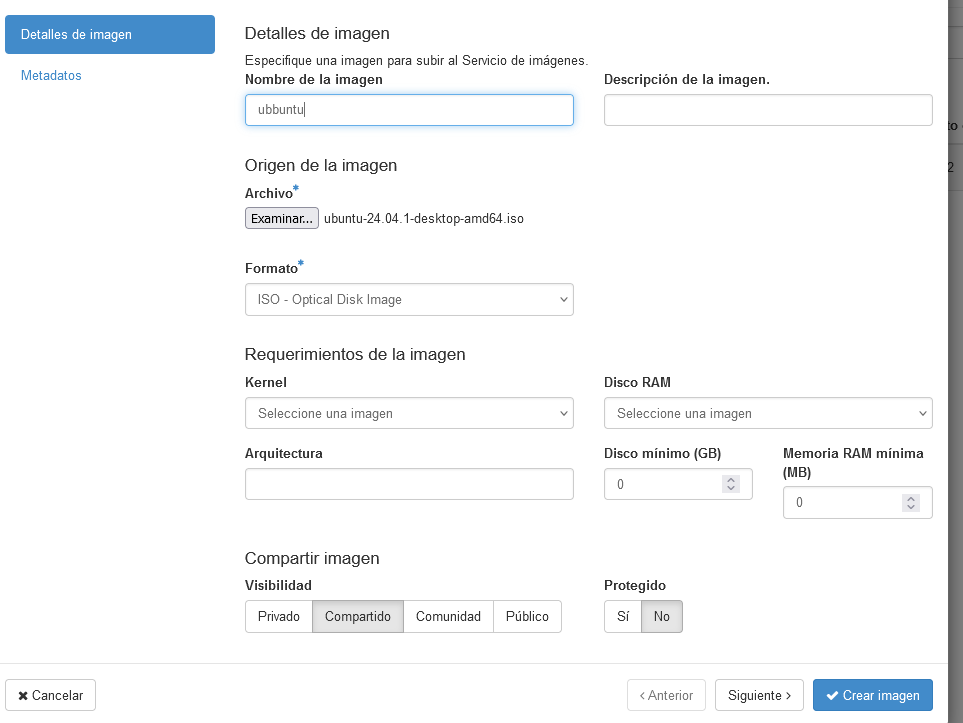 Detalles de imagen
Metadatos
Detalles de imagen
Especifique una imagen para subir al Servicio de imágenes.
Nombre de la imagen
Descripción de la imagen.
ubbuntu
Origen de la imagen
Archivo*
Examinar... ubuntu-24.04.1-desktop-amd64.iso
Formato*
ISO - Optical Disk Image
Requerimientos de la imagen
Kernel
Disco RAM
Seleccione una imagen
Seleccione una imagen
Arquitectura
Disco mínimo (GB)
Memoria RAM mínima
(MB)
0
0
Compartir imagen
Visibilidad
Protegido
Privado Compartido Comunidad Público
Sí No
✖ Cancelar
< Anterior
Siguiente >
✔ Crear imagen